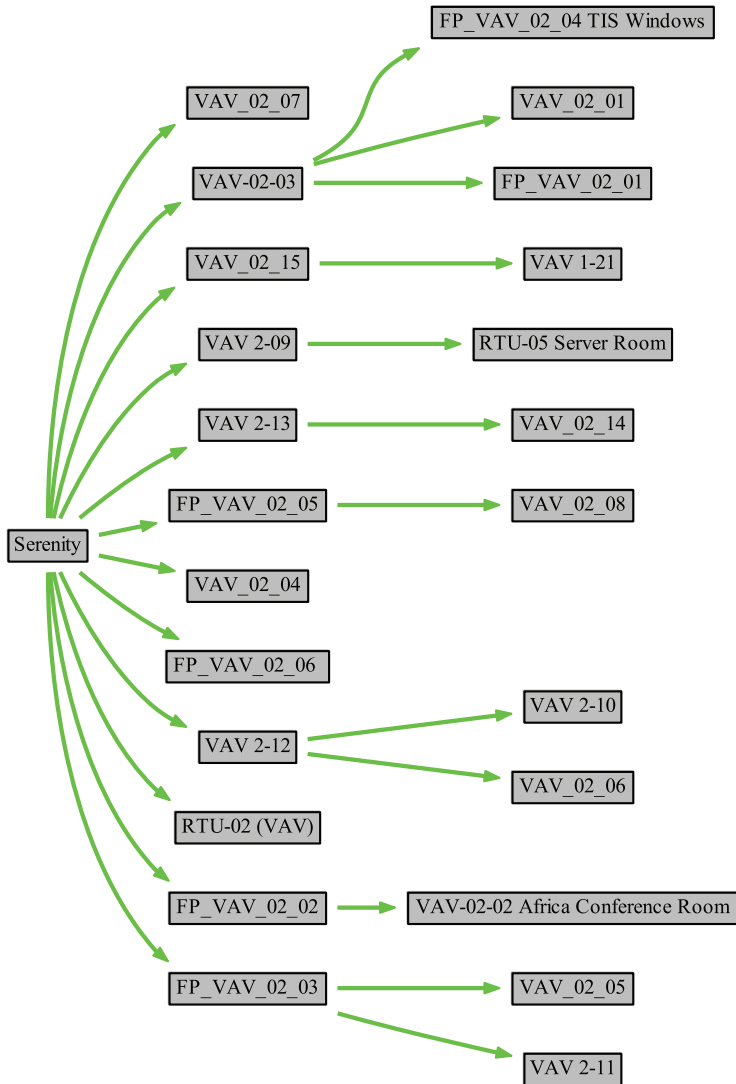 FP_VAV_02_04 TIS Windows
VAV_02_07
VAV_02_01
VAV-02-03
FP_VAV_02_01
VAV_02_15
VAV 1-21
VAV 2-09
RTU-05 Server Room
VAV 2-13
VAV_02_14
FP_VAV_02_05
VAV_02_08
Serenity
VAV_02_04
FP_VAV_02_06
VAV 2-10
VAV 2-12
VAV_02_06
RTU-02 (VAV)
FP_VAV_02_02
VAV-02-02 Africa Conference Room
FP_VAV_02_03
VAV_02_05
VAV 2-11